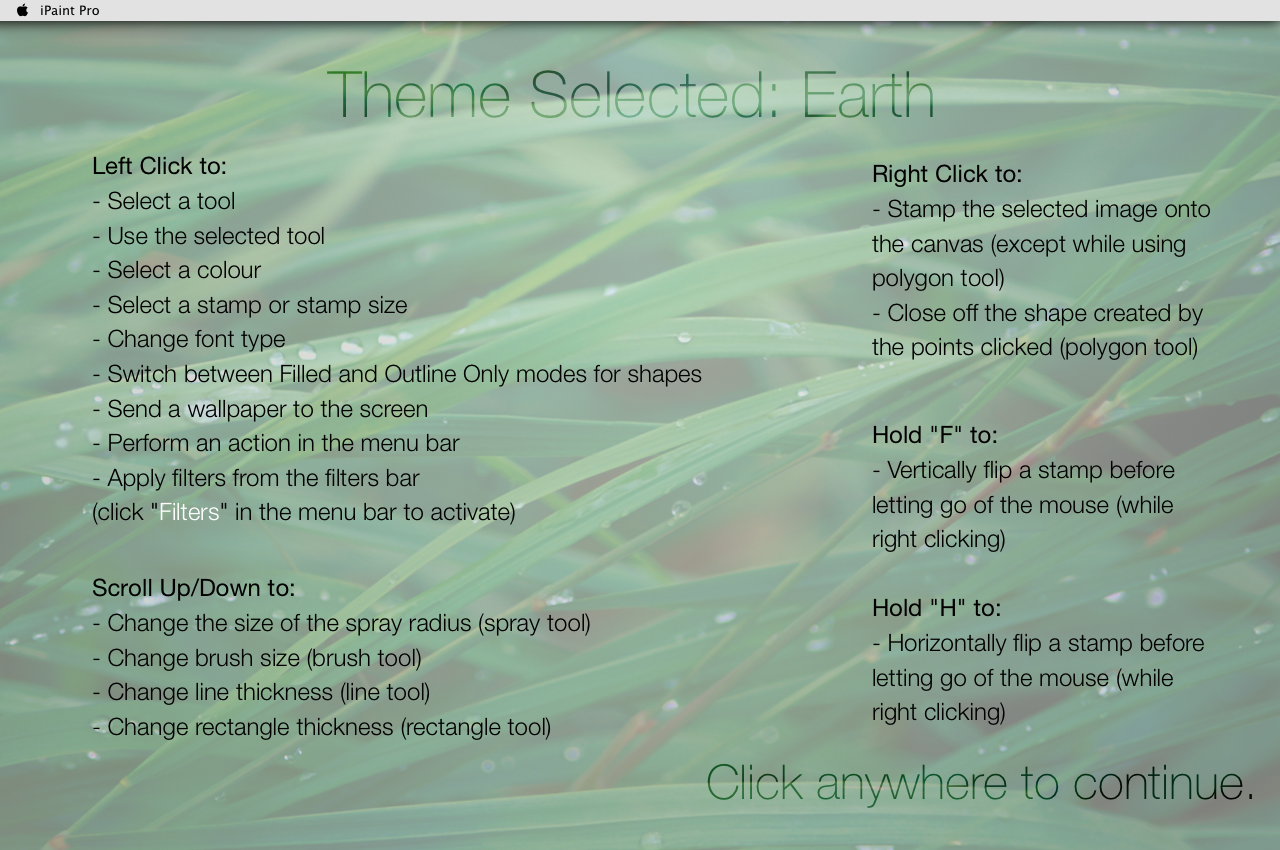 iPaint Pro
Theme Selected: Earth
Left Click to:
- Select a tool
- Use the selected tool
- Select a colour
- Select a stamp or stamp size
- Change font type
- Switch between Filled and Outline Only modes for shapes
- Send a wallpaper to the screen
- Perform an action in the menu bar
- Apply filters from the filters bar
(click "Filters" in the menu bar to activate)
Scroll Up/Down to:
- Change the size of the spray radius (spray tool)
- Change brush size (brush tool)
- Change line thickness (line tool)
- Change rectangle thickness (rectangle tool)
Right Click to:
- Stamp the selected image onto
the canvas (except while using
polygon tool)
- Close off the shape created by
the points clicked (polygon tool)
Hold "F" to:
- Vertically flip a stamp before
letting go of the mouse (while
right clicking)
Hold "H" to:
- Horizontally flip a stamp before
letting go of the mouse (while
right clicking)
Click anywhere to continue.